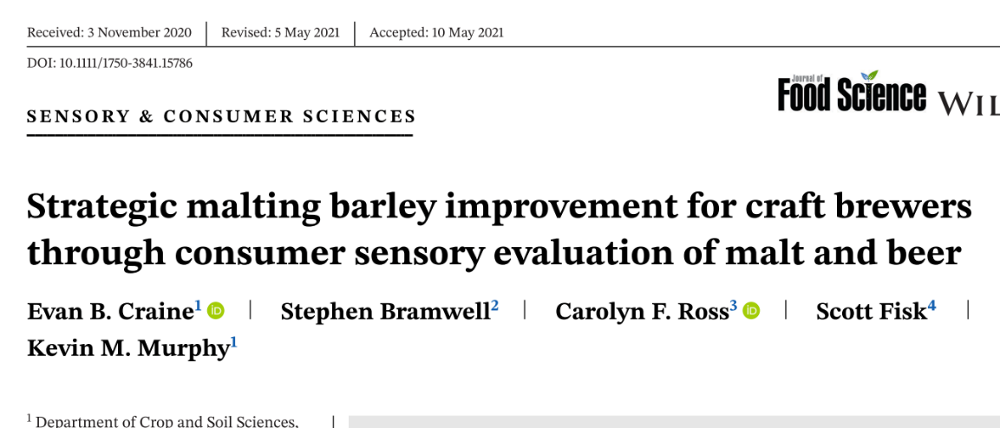 Received: 3 November 2020 | Revised: 5 May 2021 | Accepted: 10 May 2021
DOI: 10.1111/1750-3841.15786
Journal of
Food Science WIL
SENSORY & CONSUMER SCIENCES
Strategic malting barley improvement for craft brewers
through consumer sensory evaluation of malt and beer
Evan B. Craine1 iD | Stephen Bramwell2 | Carolyn F. Ross3 iD | Scott Fisk4 |
Kevin M. Murphy1
1 Department of Crop and Soil Sciences, |